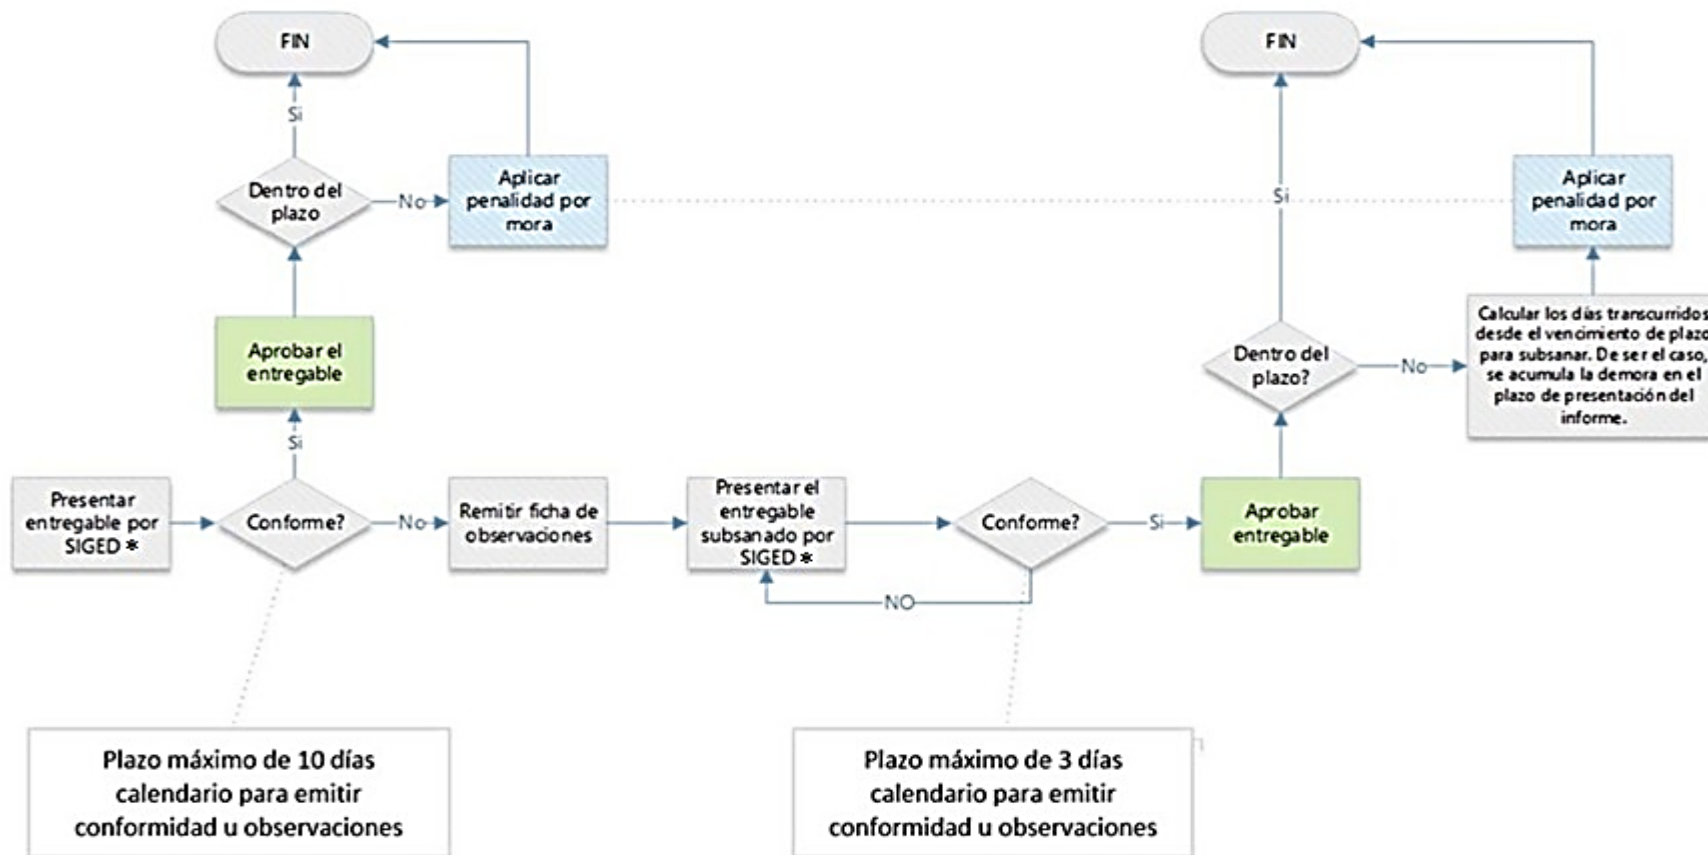 FIN
FIN
Si
Dentro del
plazo
No
Aplicar
penalidad por
mora
Si
Aplicar
penalidad por
mora
Aprobar el
entregable
Dentro del
plazo?
No
Calcular los días transcurridos
desde el vencimiento de plazo
para subsanar. De ser el caso,
se acumula la demora en el
plazo de presentación del
informe.
Si
Presentar
entregable por
SIGED *
Conforme?
No
Remitir ficha de
observaciones
Presentar el
entregable
subsanado por
SIGED *
Conforme?
Si
Aprobar
entregable
NO
Plazo máximo de 10 días
calendario para emitir
conformidad u observaciones
Plazo máximo de 3 días
calendario para emitir
conformidad u observaciones